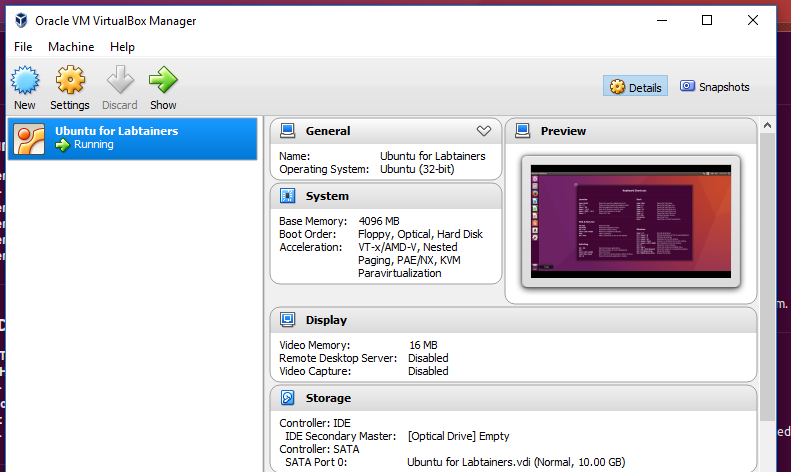 Oracle VM VirtualBox Manager
File Machine Help
New Settings Discard Show
Details Snapshots
Ubuntu for Labtainers
Running
General
Name: Ubuntu for Labtainers
Operating System: Ubuntu (32-bit)
System
Base Memory: 4096 MB
Boot Order: Floppy, Optical, Hard Disk
Acceleration: VT-x/AMD-V, Nested
Paging, PAE/NX, KVM
Paravirtualization
Preview
Keyboard Shortcuts
Display
Video Memory: 16 MB
Remote Desktop Server: Disabled
Video Capture: Disabled
Storage
Controller: IDE
IDE Secondary Master: [Optical Drive] Empty
Controller: SATA
SATA Port 0: Ubuntu for Labtainers.vdi (Normal, 10.00 GB)